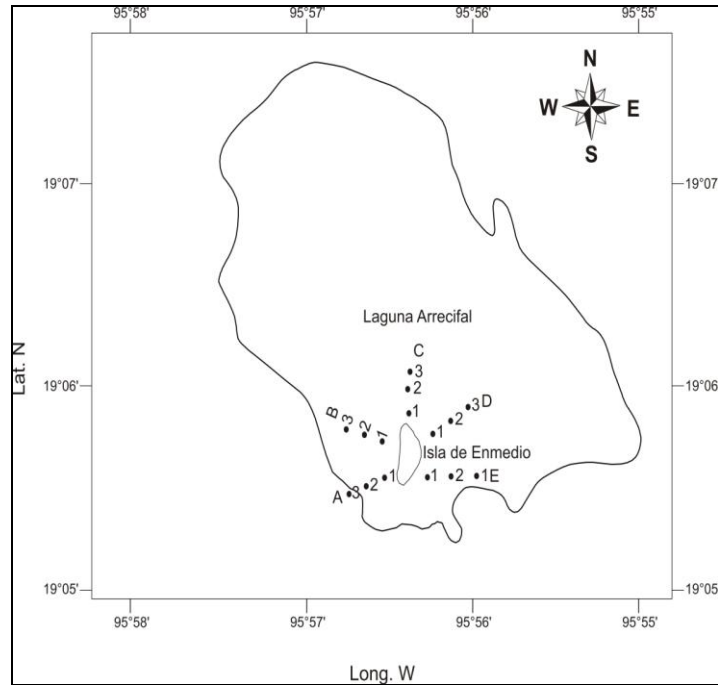 95°58' 95°57' 95°56' 95°55'
N
W E
S
19°07' 19°07'
Laguna Arrecifal
C
3
2
1
19°06' 19°06'
B 3 2 1
1 2 3 D
Isla de Enmedio
A 3 2 1
1 2 1 E
19°05' 19°05'
95°58' 95°57' 95°56' 95°55'
Lat. N
Long. W